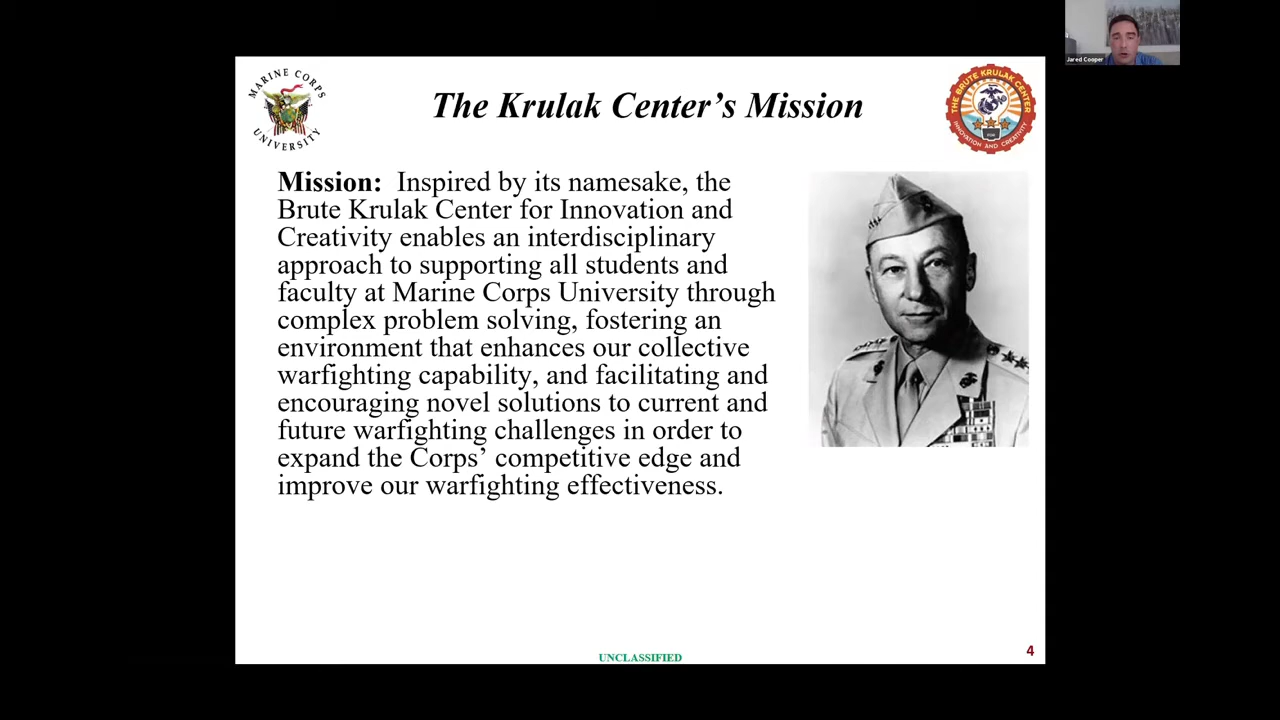 MARINE CORPS
UNIVERSITY
The Krulak Center’s Mission
THE BRUTE KRULAK CENTER
FOR
INNOVATION AND CREATIVITY
Jared Cooper
Mission: Inspired by its namesake, the
Brute Krulak Center for Innovation and
Creativity enables an interdisciplinary
approach to supporting all students and
faculty at Marine Corps University through
complex problem solving, fostering an
environment that enhances our collective
warfighting capability, and facilitating and
encouraging novel solutions to current and
future warfighting challenges in order to
expand the Corps’ competitive edge and
improve our warfighting effectiveness.
UNCLASSIFIED
4